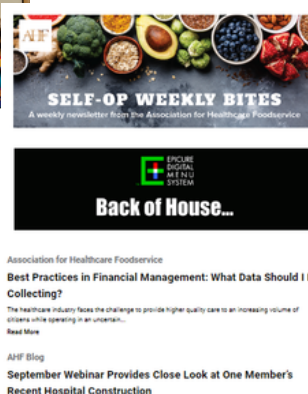 AHF
SELF-OP WEEKLY BITES
A weekly newsletter from the Association for Healthcare Foodservice
EPICURE
DIGITAL
MENU
SYSTEM
Back of House...
Association for Healthcare Foodservice
Best Practices in Financial Management: What Data Should I
Collecting?
The healthcare industry faces the challenge to provide higher quality care to an increasing volume of
citizens while operating in an uncertain...
Read More
AHF Blog
September Webinar Provides Close Look at One Member's
Recent Hospital Construction